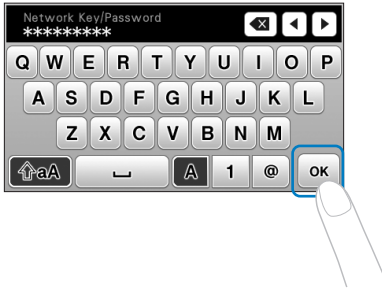 Network Key/Password
*********
Q W E R T Y U I O P
A S D F G H J K L
Z X C V B N M
aA A 1 @ OK